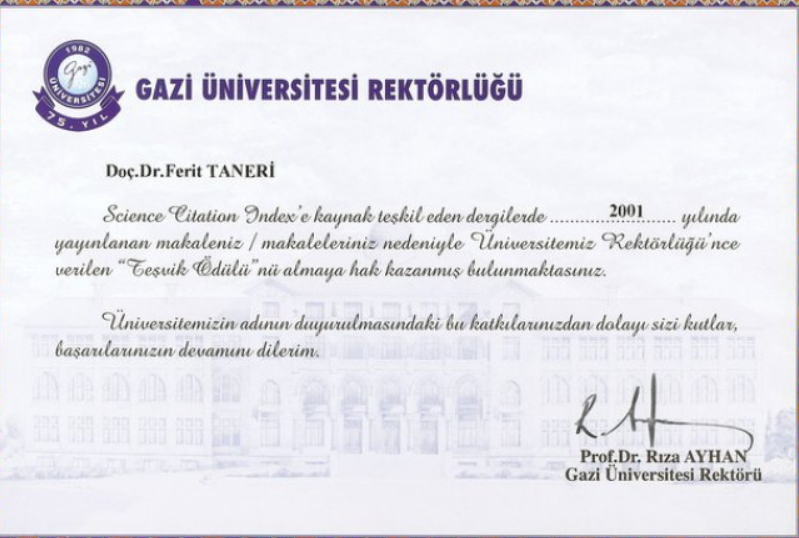 1982
Gazi
ÜNİVERSİTESİ
75. YIL
GAZİ ÜNİVERSİTESİ REKTÖRLÜĞÜ
Doç.Dr.Ferit TANERİ
Science Citation Index'e kaynak teşkil eden dergilerde ............2001...... yılında
yayınlanan makaleniz / makaleleriniz nedeniyle Üniversitemiz Rektörlüğü'nce
verilen "Teşvik Ödülü"nü almaya hak kazanmış bulunmaktasınız.
Üniversitemizin adının duyurulmasındaki bu katkılarınızdan dolayı sizi kutlar,
başarılarınızın devamını dilerim.
Prof.Dr. Rıza AYHAN
Gazi Üniversitesi Rektörü